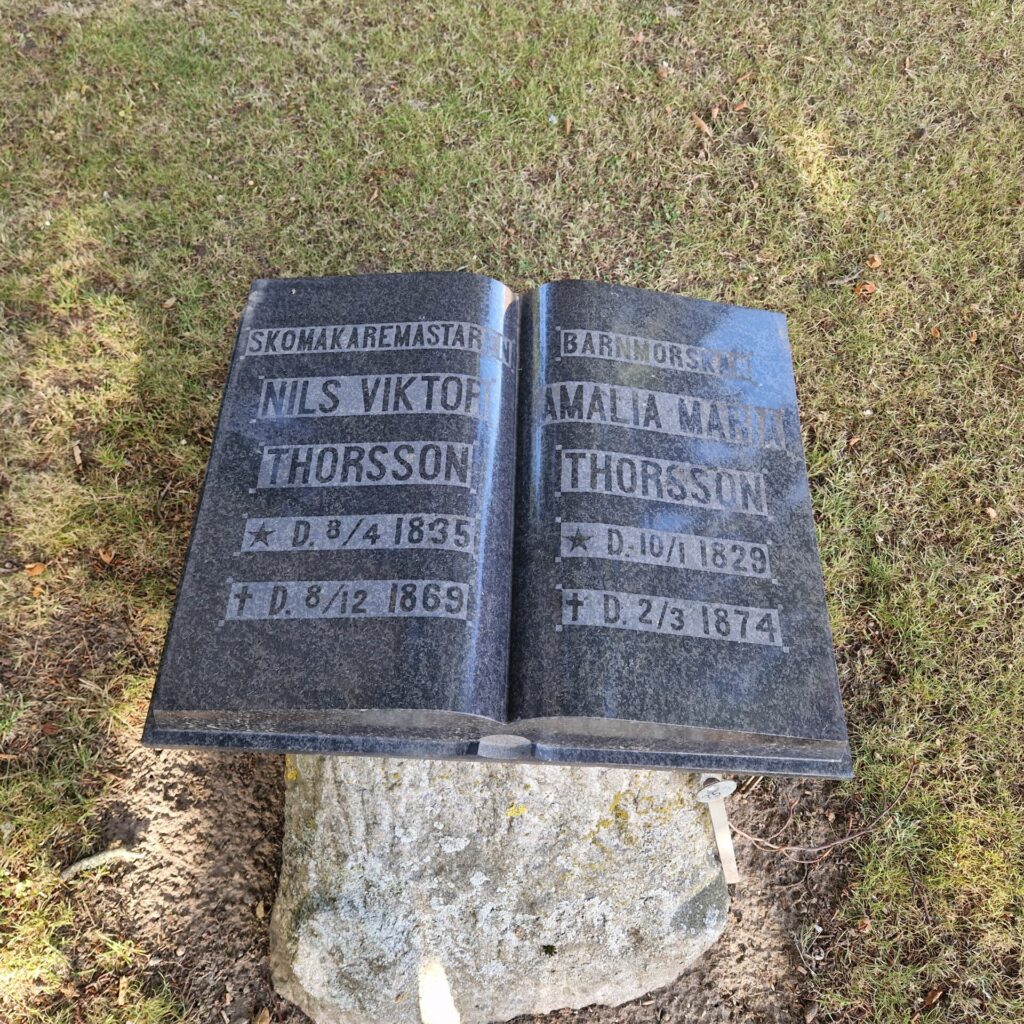 SKOMAKAREMASTAREN
NILS VIKTOR
THORSSON
★ D. 8/4 1835
✝ D. 8/12 1869
BARNMORSKAN
AMALIA MARIA
THORSSON
★ D. 10/1 1829
✝ D. 2/3 1874